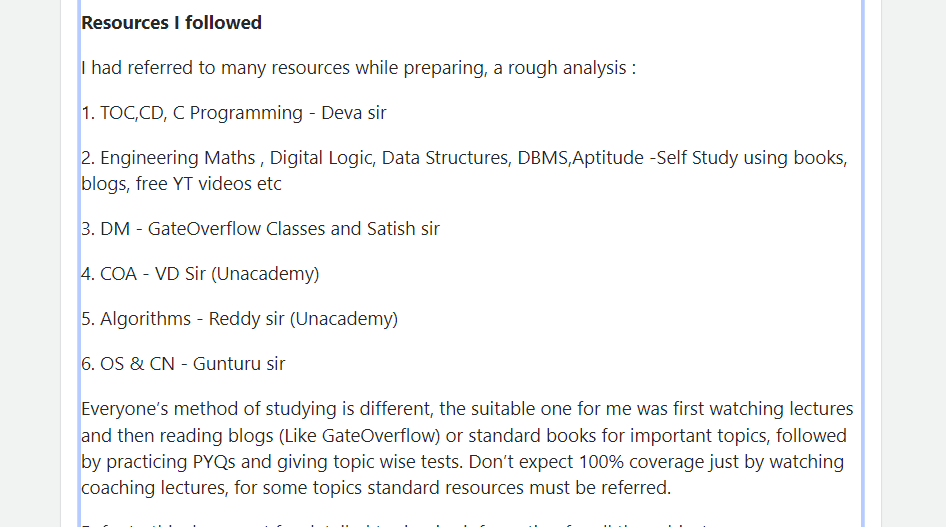 Resources I followed
I had referred to many resources while preparing, a rough analysis :
1. TOC,CD, C Programming - Deva sir
2. Engineering Maths , Digital Logic, Data Structures, DBMS,Aptitude -Self Study using books,
blogs, free YT videos etc
3. DM - GateOverflow Classes and Satish sir
4. COA - VD Sir (Unacademy)
5. Algorithms - Reddy sir (Unacademy)
6. OS & CN - Gunturu sir
Everyone’s method of studying is different, the suitable one for me was first watching lectures
and then reading blogs (Like GateOverflow) or standard books for important topics, followed
by practicing PYQs and giving topic wise tests. Don’t expect 100% coverage just by watching
coaching lectures, for some topics standard resources must be referred.